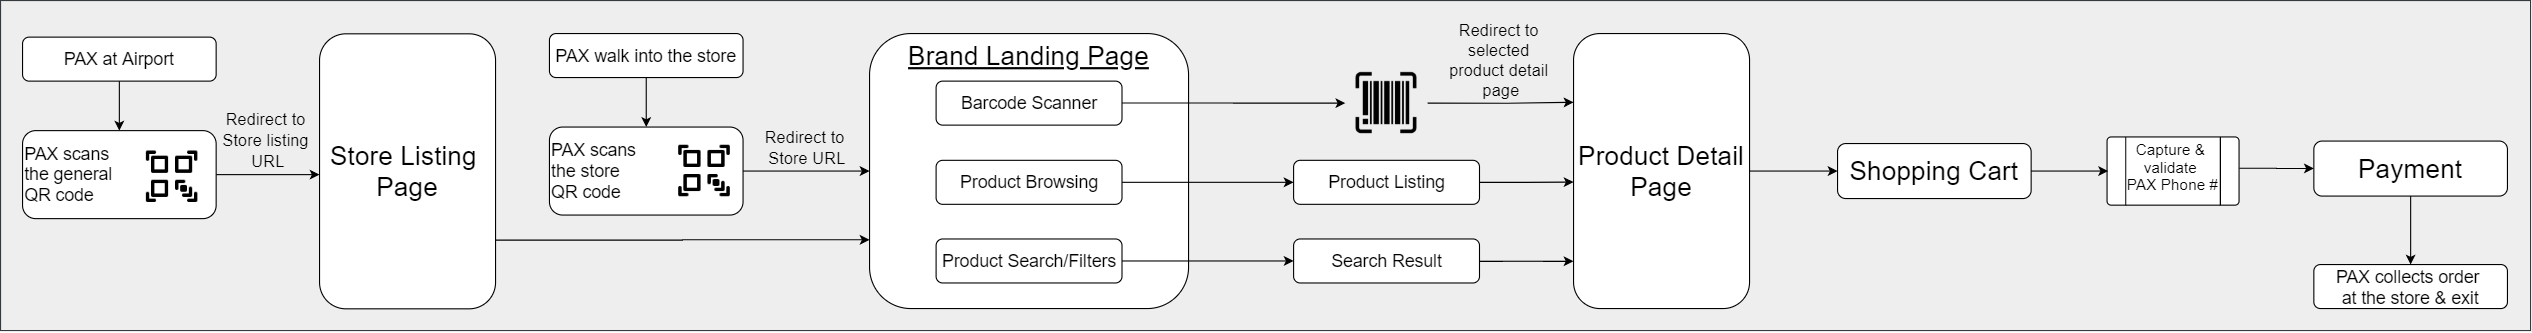 PAX at Airport
PAX scans
the general
QR code
Redirect to
Store listing
URL
Store Listing
Page
PAX walk into the store
PAX scans
the store
QR code
Redirect to
Store URL
Brand Landing Page
Barcode Scanner
Product Browsing
Product Search/Filters
Redirect to
selected
product detail
page
Product Listing
Search Result
Product Detail
Page
Shopping Cart
Capture &
validate
PAX Phone #
Payment
PAX collects order
at the store & exit